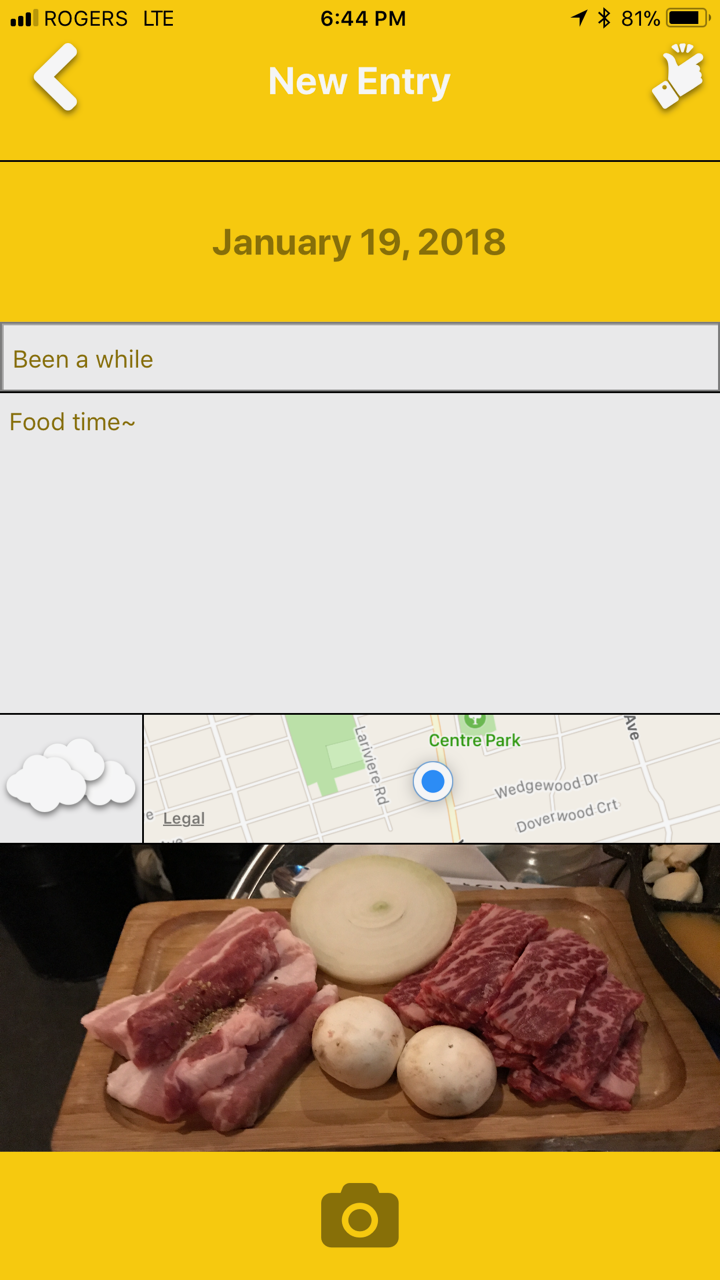 ROGERS LTE 6:44 PM 81%
New Entry
January 19, 2018
Been a while
Food time~
Ave
Lariviere Rd
Centre Park
Wedgewood Dr
Doverwood Crt
e
Legal